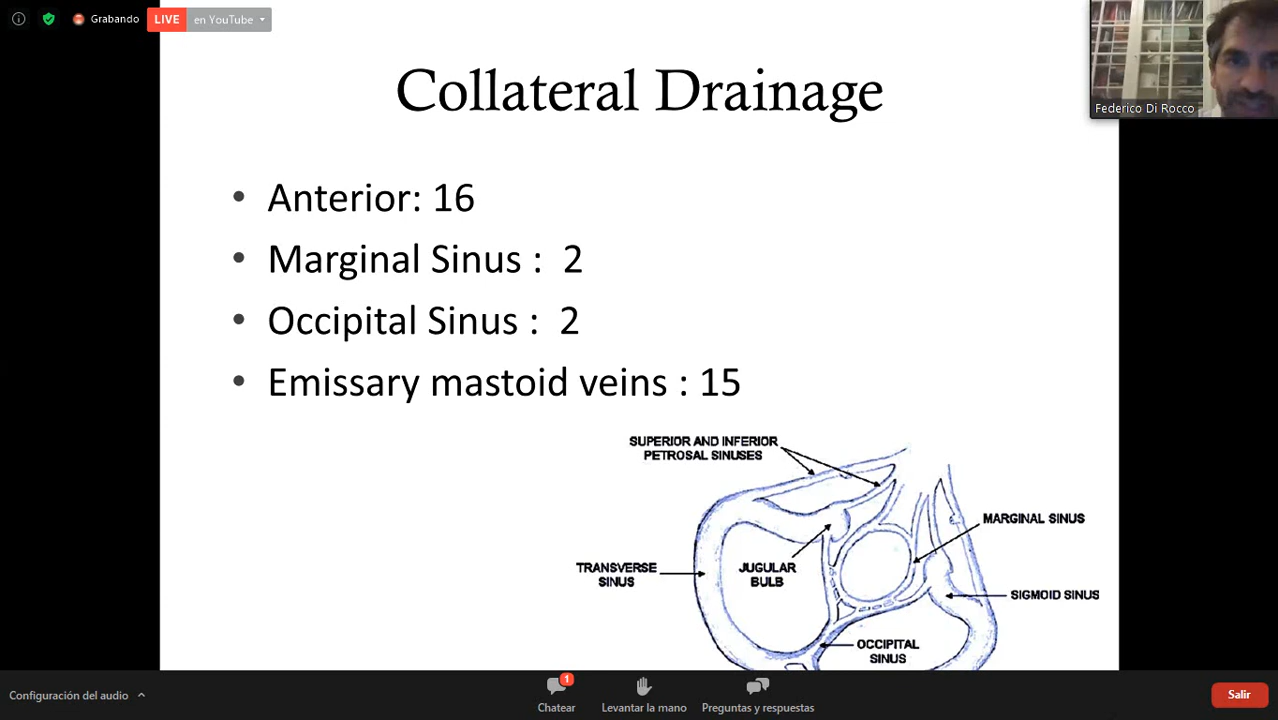 Grabando
LIVE en YouTube
Federico Di Rocco
Collateral Drainage
• Anterior: 16
• Marginal Sinus :  2
• Occipital Sinus :  2
• Emissary mastoid veins : 15
SUPERIOR AND INFERIOR
PETROSAL SINUSES
MARGINAL SINUS
TRANSVERSE
SINUS
JUGULAR
BULB
SIGMOID SINUS
OCCIPITAL
SINUS
Configuración del audio
1
Chatear
Levantar la mano
Preguntas y respuestas
Salir